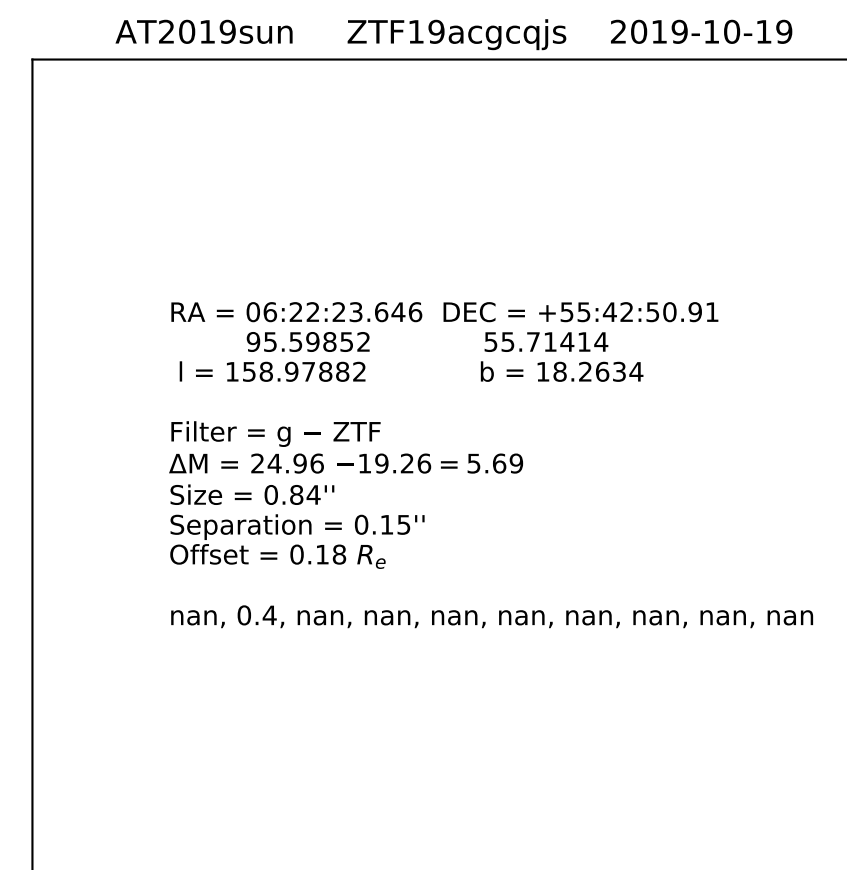 AT2019sun ZTF19acgcqjs 2019-10-19
RA = 06:22:23.646 DEC = +55:42:50.91
95.59852 55.71414
l = 158.97882 b = 18.2634
Filter = g − ZTF
ΔM = 24.96 −19.26 = 5.69
Size = 0.84''
Separation = 0.15''
Offset = 0.18 Re
nan, 0.4, nan, nan, nan, nan, nan, nan, nan, nan